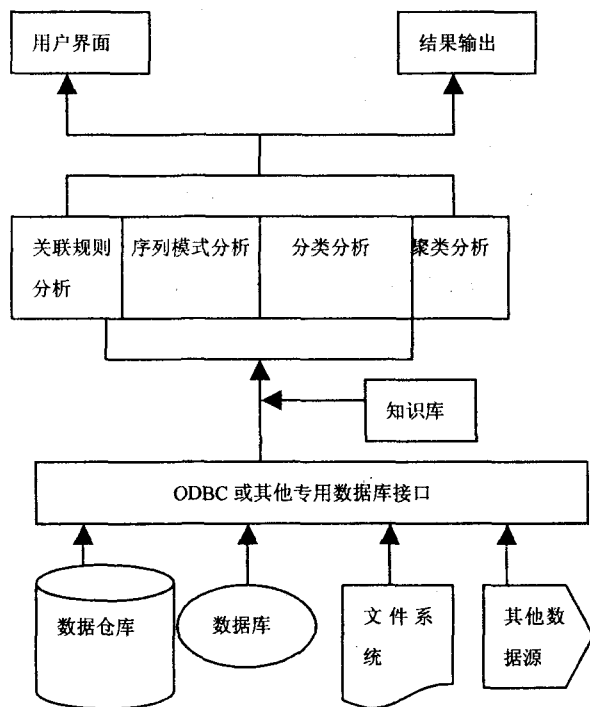 用户界面
结果输出
关联规则
分析
序列模式分析
分类分析
聚类分析
知识库
ODBC 或其他专用数据库接口
数据仓库
数据库
文件系
统
其他数
据源